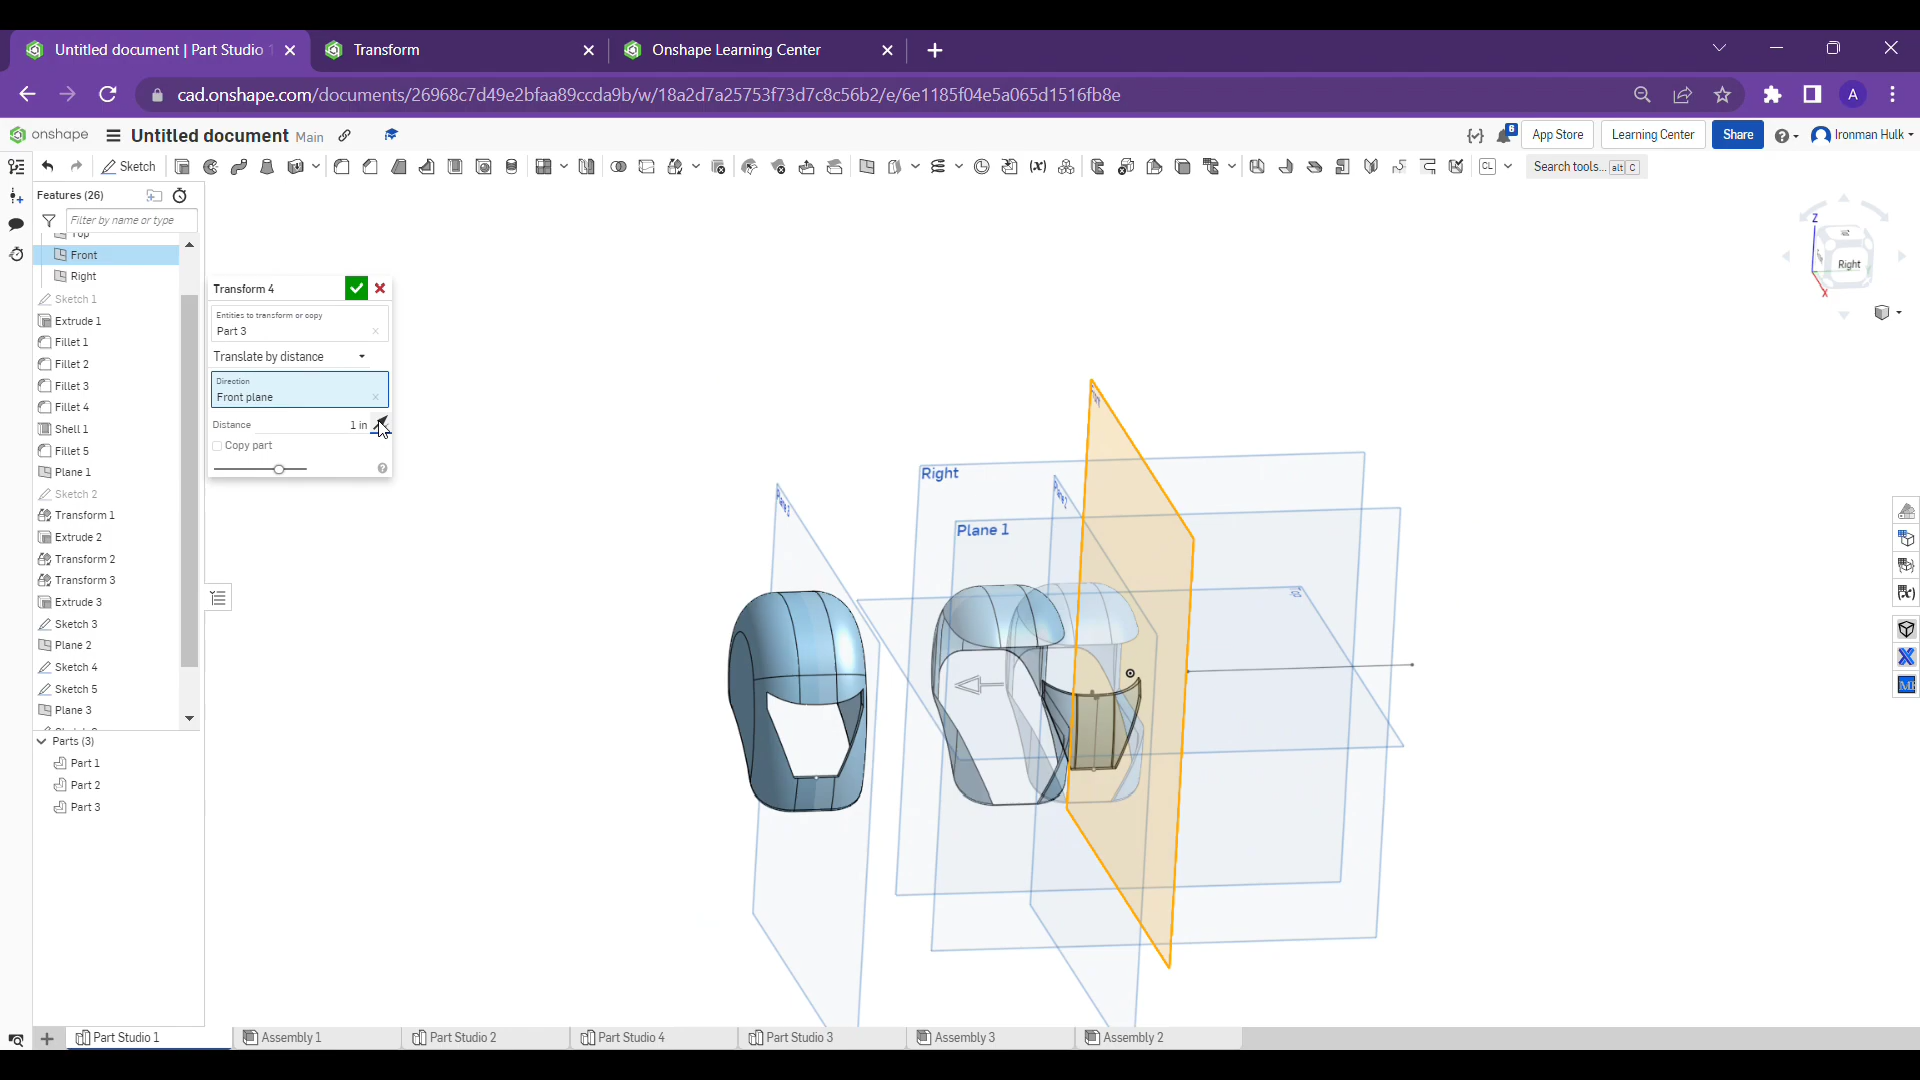 Untitled document | Part Studio 1
Transform
Onshape Learning Center
cad.onshape.com/documents/26968c7d49e2bfaa89ccda9b/w/18a2d7a25753f73d7c8c56b2/e/6e1185f04e5a065d1516fb8e
A
onshape
Untitled document Main
6
App Store
Learning Center
Share
Ironman Hulk
Sketch
CL
Search tools... alt C
Features (26)
Filter by name or type
Top
Front
Right
Sketch 1
Extrude 1
Fillet 1
Fillet 2
Fillet 3
Fillet 4
Shell 1
Fillet 5
Plane 1
Sketch 2
Transform 1
Extrude 2
Transform 2
Transform 3
Extrude 3
Sketch 3
Plane 2
Sketch 4
Sketch 5
Plane 3
Parts (3)
Part 1
Part 2
Part 3
Transform 4
Entities to transform or copy
Part 3
Translate by distance
Direction
Front plane
Distance 1 in
Copy part
Z
Right
X
Right
Plane 1
Part Studio 1
Assembly 1
Part Studio 2
Part Studio 4
Part Studio 3
Assembly 3
Assembly 2